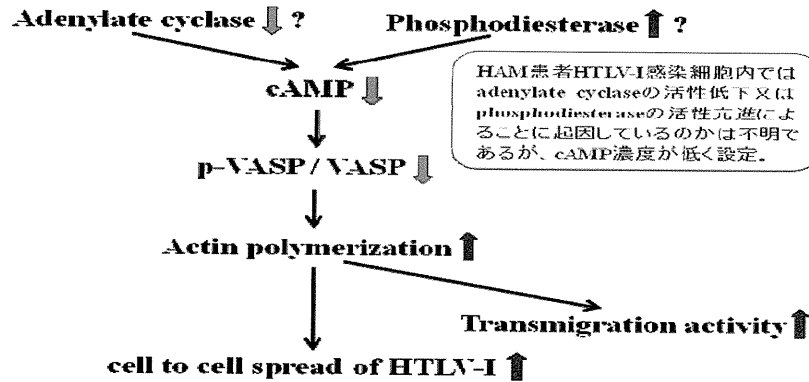 Adenylate cyclase ?
Phosphodiesterase ?
cAMP
HAM患者HTLV-I感染細胞内では
adenylate cyclaseの活性低下又は
phosphodiesteraseの活性亢進によ
ることに起因しているのかは不明で
あるが、cAMP濃度が低く設定。
p-VASP / VASP
Actin polymerization
Transmigration activity
cell to cell spread of HTLV-I